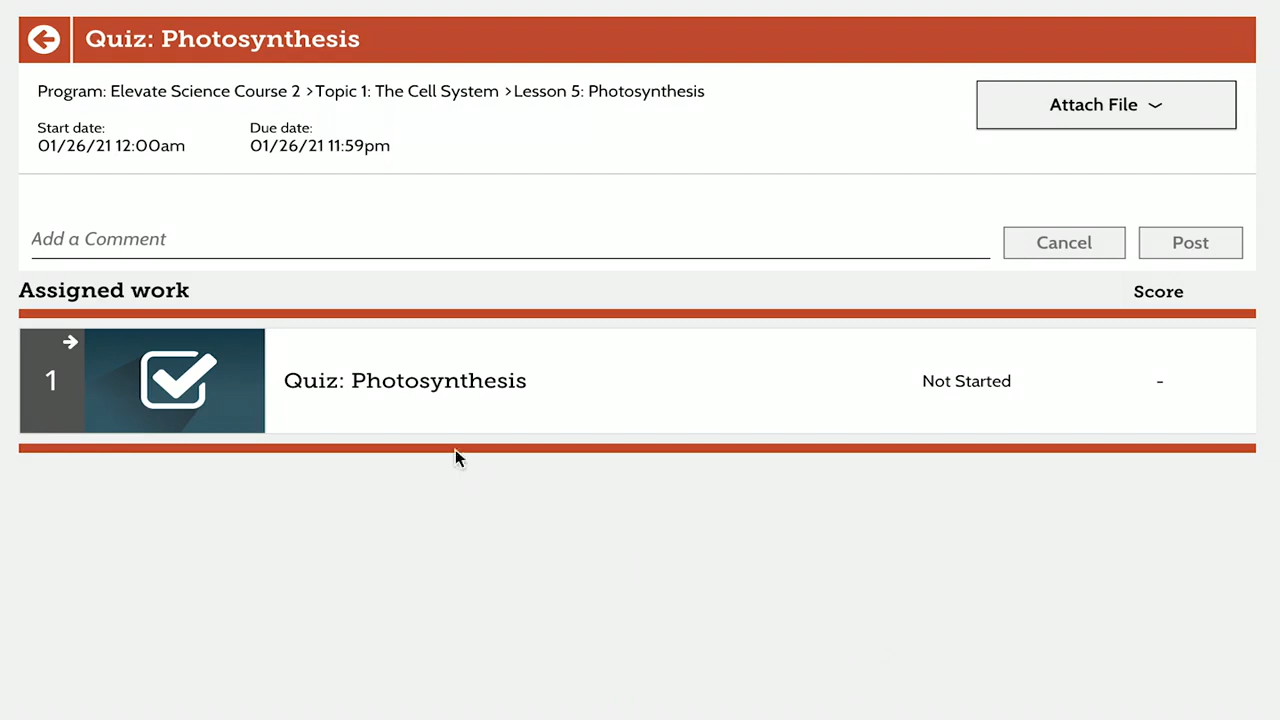 Quiz: Photosynthesis
Program: Elevate Science Course 2 >Topic 1: The Cell System >Lesson 5: Photosynthesis
Attach File
Start date:
01/26/21 12:00am
Due date:
01/26/21 11:59pm
Add a Comment
Cancel
Post
Assigned work
Score
1
Quiz: Photosynthesis
Not Started
-